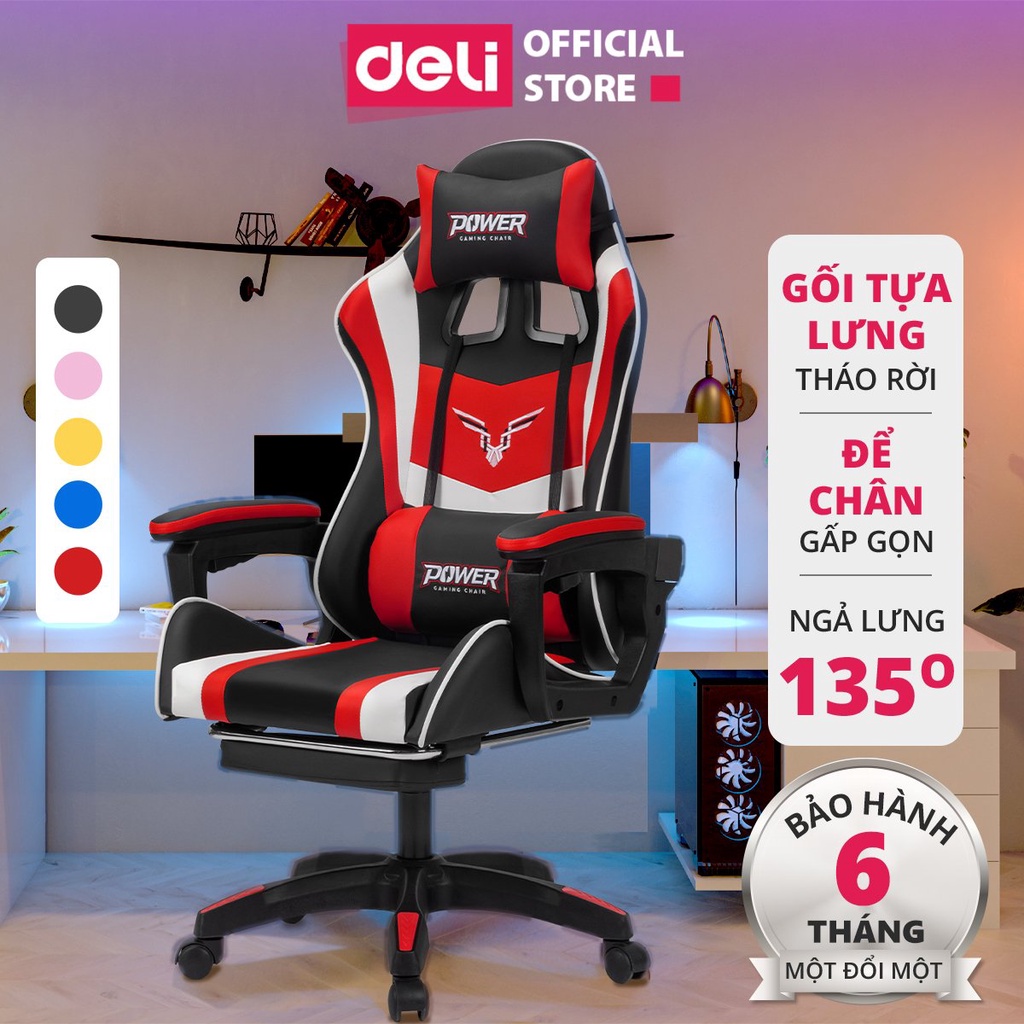 deli
OFFICIAL
STORE
POWER
GAMING CHAIR
POWER
GAMING CHAIR
GỐI TỰA
LƯNG
THÁO RỜI
ĐỂ
CHÂN
GẤP GỌN
NGẢ LƯNG
135º
BẢO HÀNH
6
THÁNG
MỘT ĐỔI MỘT